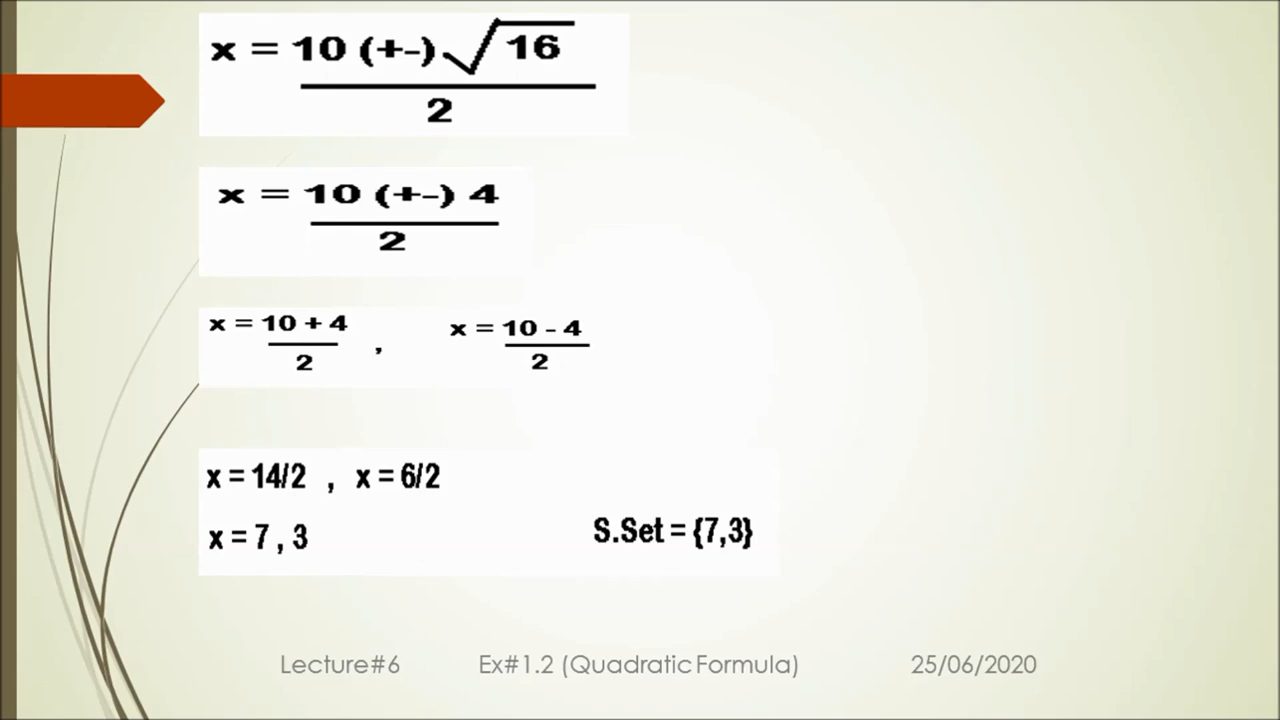 x = 10 (+-) √16
2
x = 10 (+-) 4
2
x = 10 + 4 , x = 10 - 4
2 2
x = 14/2 , x = 6/2
x = 7 , 3 S.Set = {7,3}
Lecture#6 Ex#1.2 (Quadratic Formula) 25/06/2020